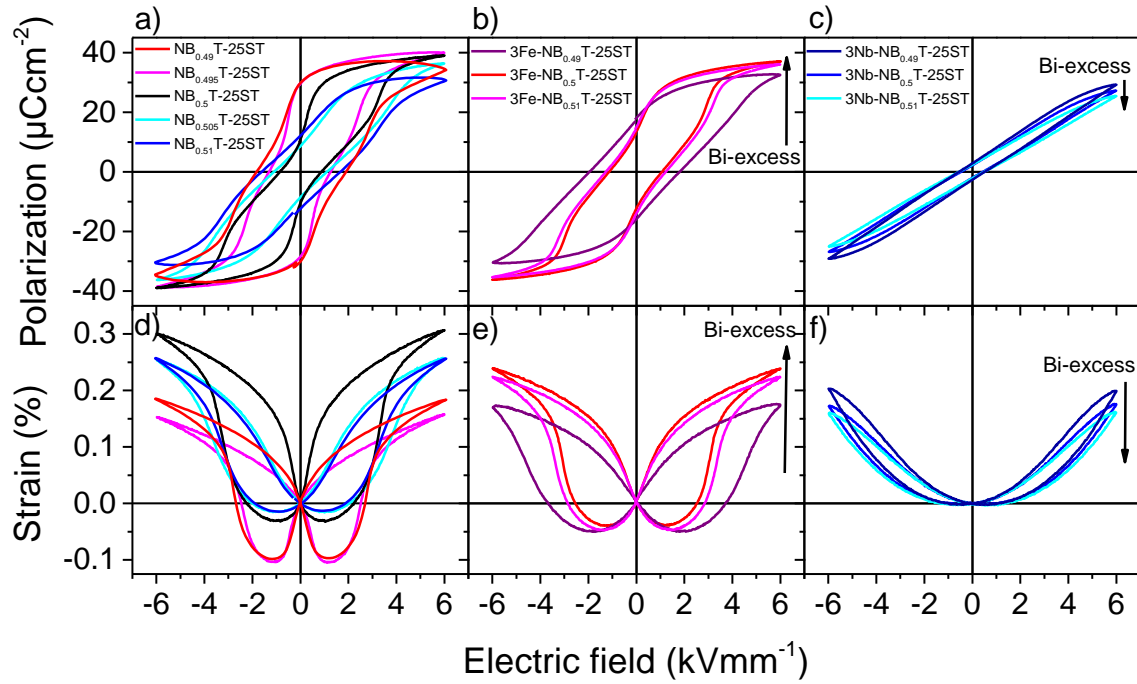 a)
NB0.49T-25ST
NB0.495T-25ST
NB0.5T-25ST
NB0.505T-25ST
NB0.51T-25ST
b)
3Fe-NB0.49T-25ST
3Fe-NB0.5T-25ST
3Fe-NB0.51T-25ST
Bi-excess
c)
3Nb-NB0.49T-25ST
3Nb-NB0.5T-25ST
3Nb-NB0.51T-25ST
Bi-excess
Polarization (µCcm-2)
40
20
0
-20
-40
d)
e)
Bi-excess
f)
Bi-excess
Strain (%)
0.3
0.2
0.1
0.0
-0.1
-6 -4 -2 0 2 4 6
-6 -4 -2 0 2 4 6
-6 -4 -2 0 2 4 6
Electric field (kVmm-1)